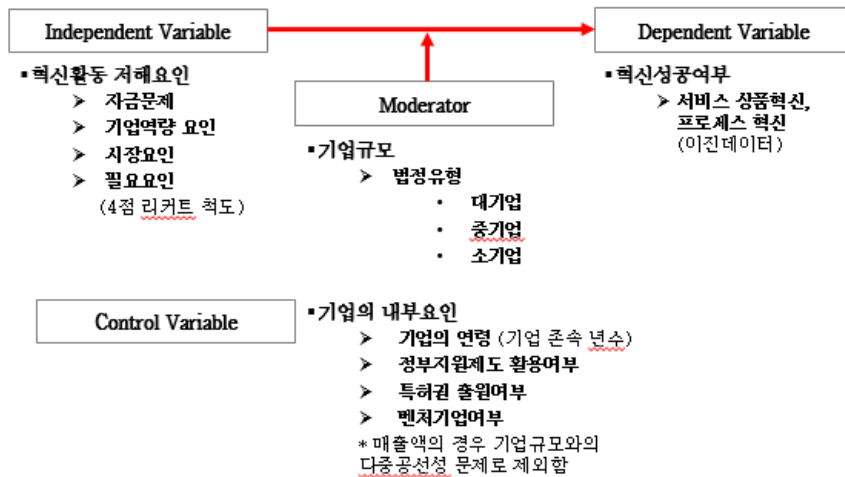 Independent Variable
Dependent Variable
▪혁신활동 저해요인
➢ 자금문제
➢ 기업역량 요인
➢ 시장요인
➢ 필요요인
(4점 리커트 척도)
Moderator
▪기업규모
➢ 법정유형
• 대기업
• 중기업
• 소기업
▪혁신성공여부
➢ 서비스 상품혁신,
프로제스 혁신
(이진데이터)
Control Variable
▪기업의 내부요인
➢ 기업의 연령 (기업 존속 년수)
➢ 정부지원제도 활용여부
➢ 특허권 출원여부
➢ 벤처기업여부
* 매출액의 경우 기업규모와의
다중공선성 문제로 제외함